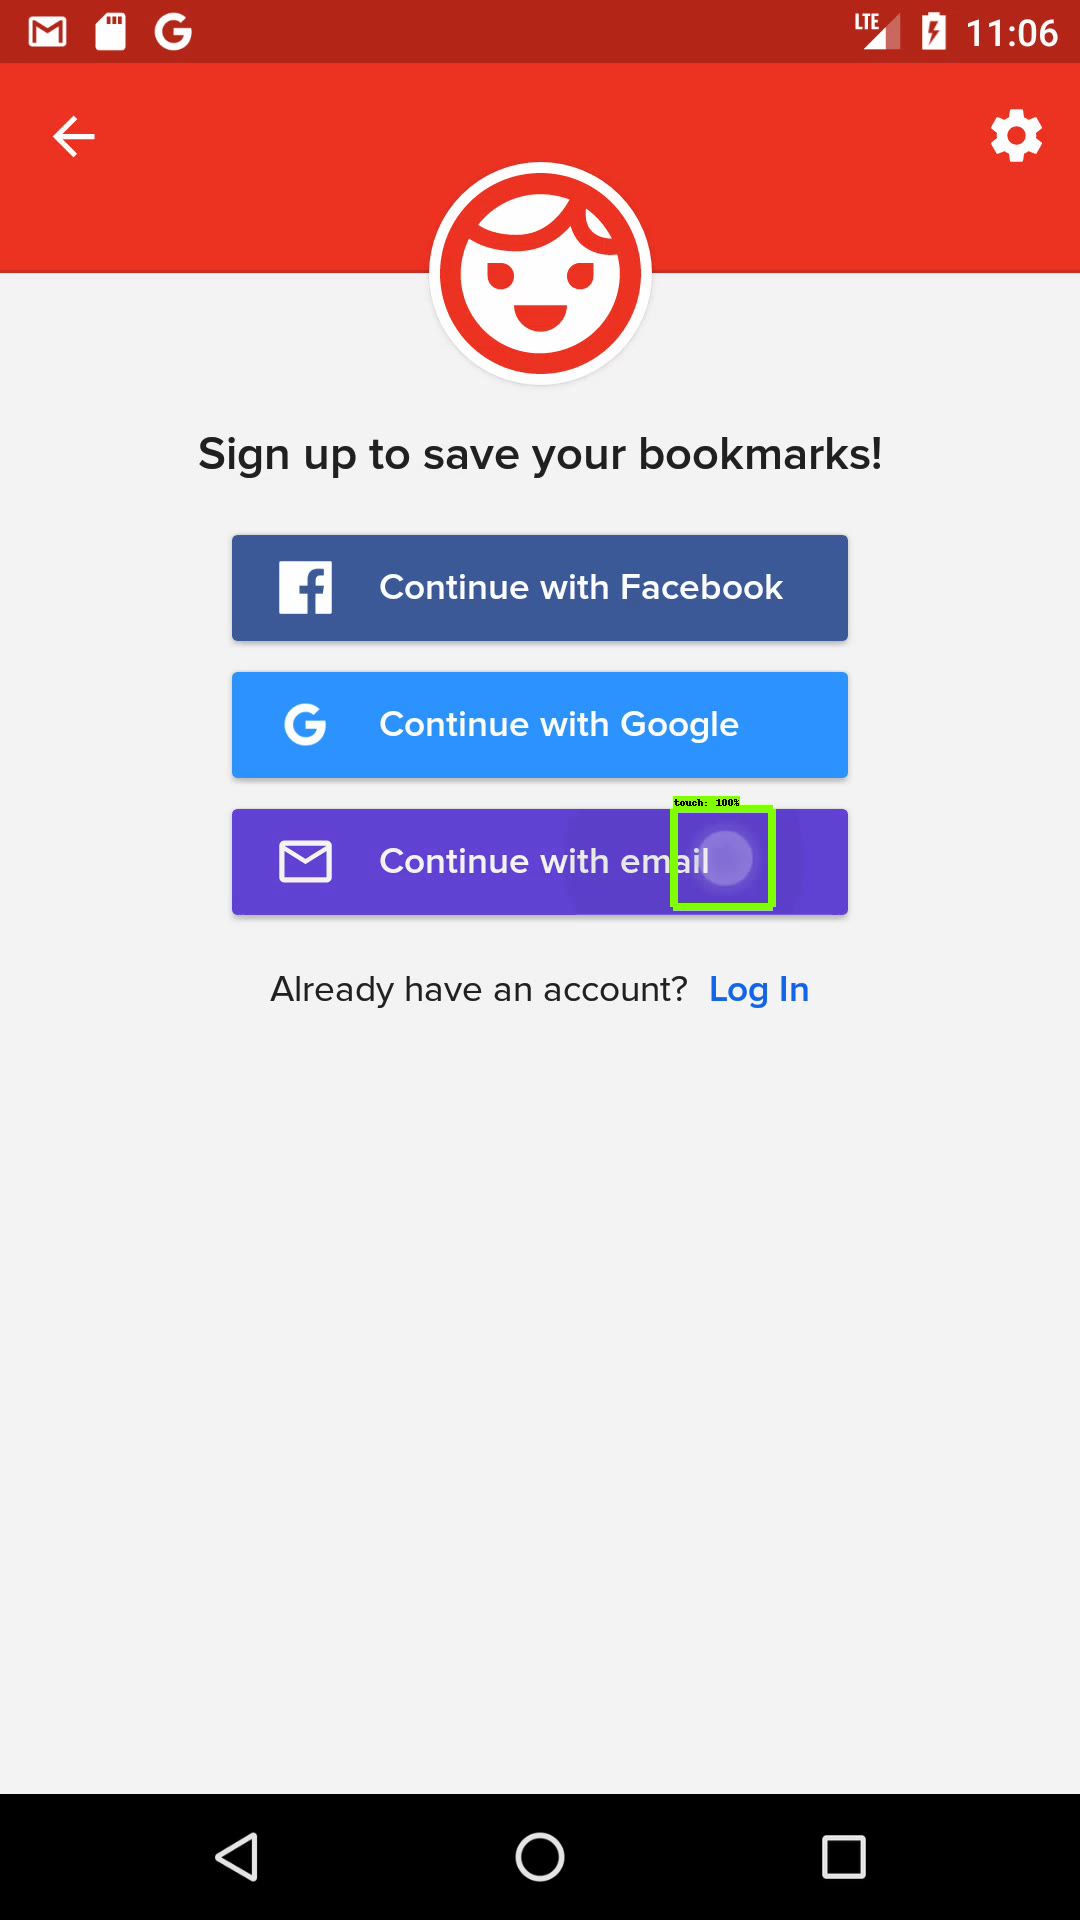 LTE 11:06
Sign up to save your bookmarks!
Continue with Facebook
Continue with Google
touch: 100%
Continue with email
Already have an account? Log In